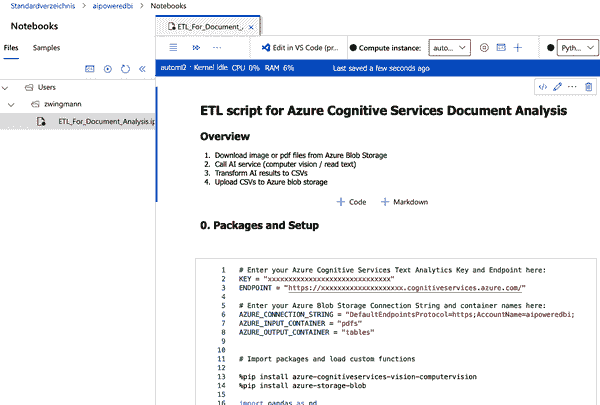 Standardverzeichnis > aipoweredbi > Notebooks
Notebooks
Files Samples
Users
zwingmann
ETL_For_Document_Analysis.ip
ETL_For_Document_.
Edit in VS Code (pr...
Compute instance:
auto...
Pyth...
automl2 · Kernel idle CPU 0% RAM 6%
Last saved a few seconds ago
ETL script for Azure Cognitive Services Document Analysis
Overview
1. Download image or pdf files from Azure Blob Storage
2. Call AI service (computer vision / read text)
3. Transform AI results to CSVs
4. Upload CSVs to Azure blob storage
+ Code + Markdown
0. Packages and Setup
1 # Enter your Azure Cognitive Services Text Analytics Key and Endpoint here:
2 KEY = "xxxxxxxxxxxxxxxxxxxxxxxxxxxxx"
3 ENDPOINT = "https://xxxxxxxxxxxxxxxxxxxx.cognitiveservices.azure.com/"
4
5 # Enter your Azure Blob Storage Connection String and container names here:
6 AZURE_CONNECTION_STRING = "DefaultEndpointsProtocol=https;AccountName=aipoweredbi;
7 AZURE_INPUT_CONTAINER = "pdfs"
8 AZURE_OUTPUT_CONTAINER = "tables"
9
10
11 # Import packages and load custom functions
12
13 %pip install azure-cognitiveservices-vision-computervision
14 %pip install azure-storage-blob
15
16 import pandas as pd